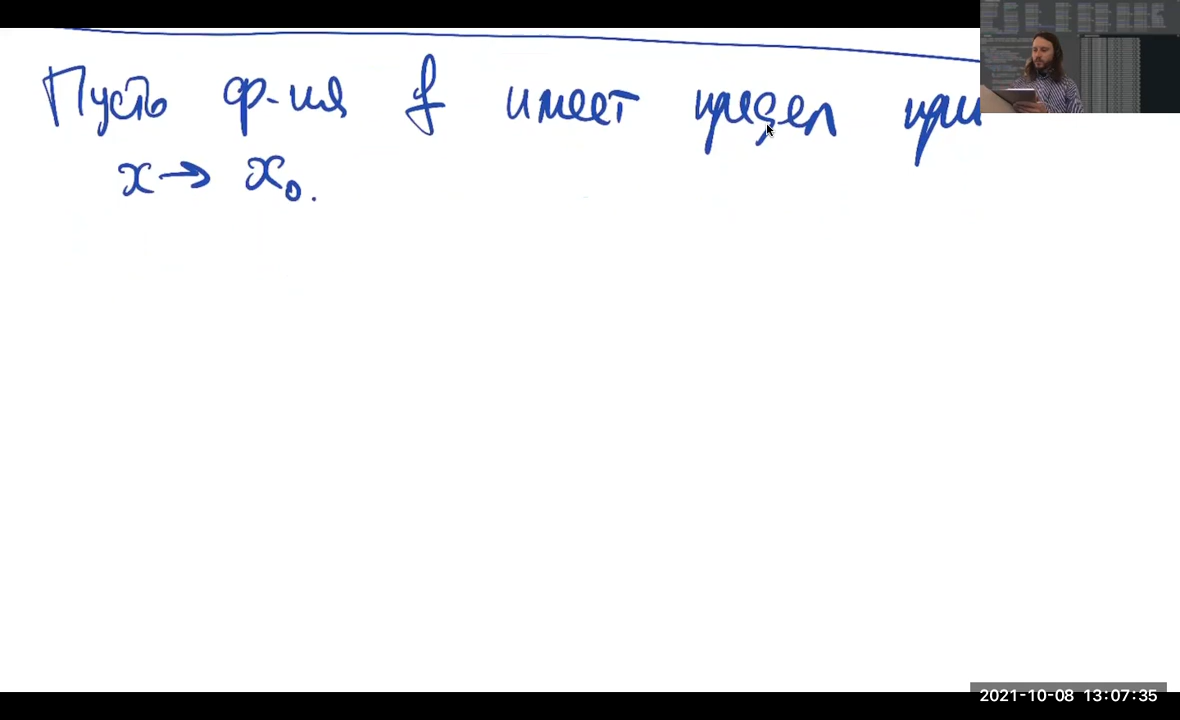 Пусть ф-ия f имеет предел при
x → x₀.
2021-10-08 13:07:35